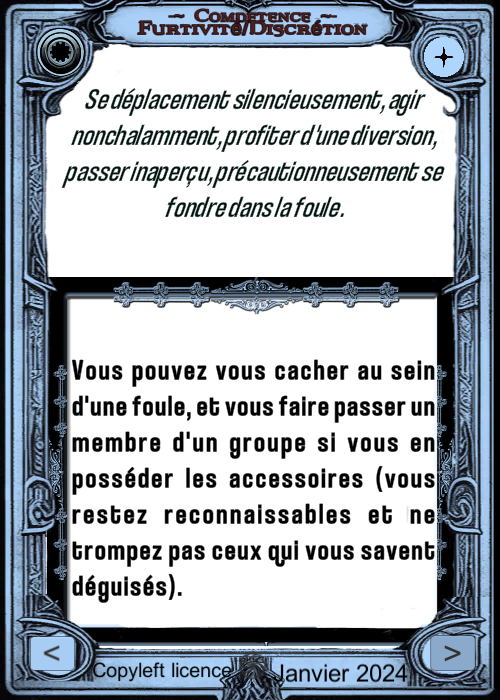 ~ Compétence ~
Furtivité/Discrétion
Se déplacement silencieusement, agir
nonchalamment, profiter d'une diversion,
passer inaperçu, précautionneusement se
fondre dans la foule.
Vous pouvez vous cacher au sein
d'une foule, et vous faire passer un
membre d'un groupe si vous en
posséder les accessoires (vous
restez reconnaissables et ne
trompez pas ceux qui vous savent
déguisés).
< >
Copyleft licence Janvier 2024